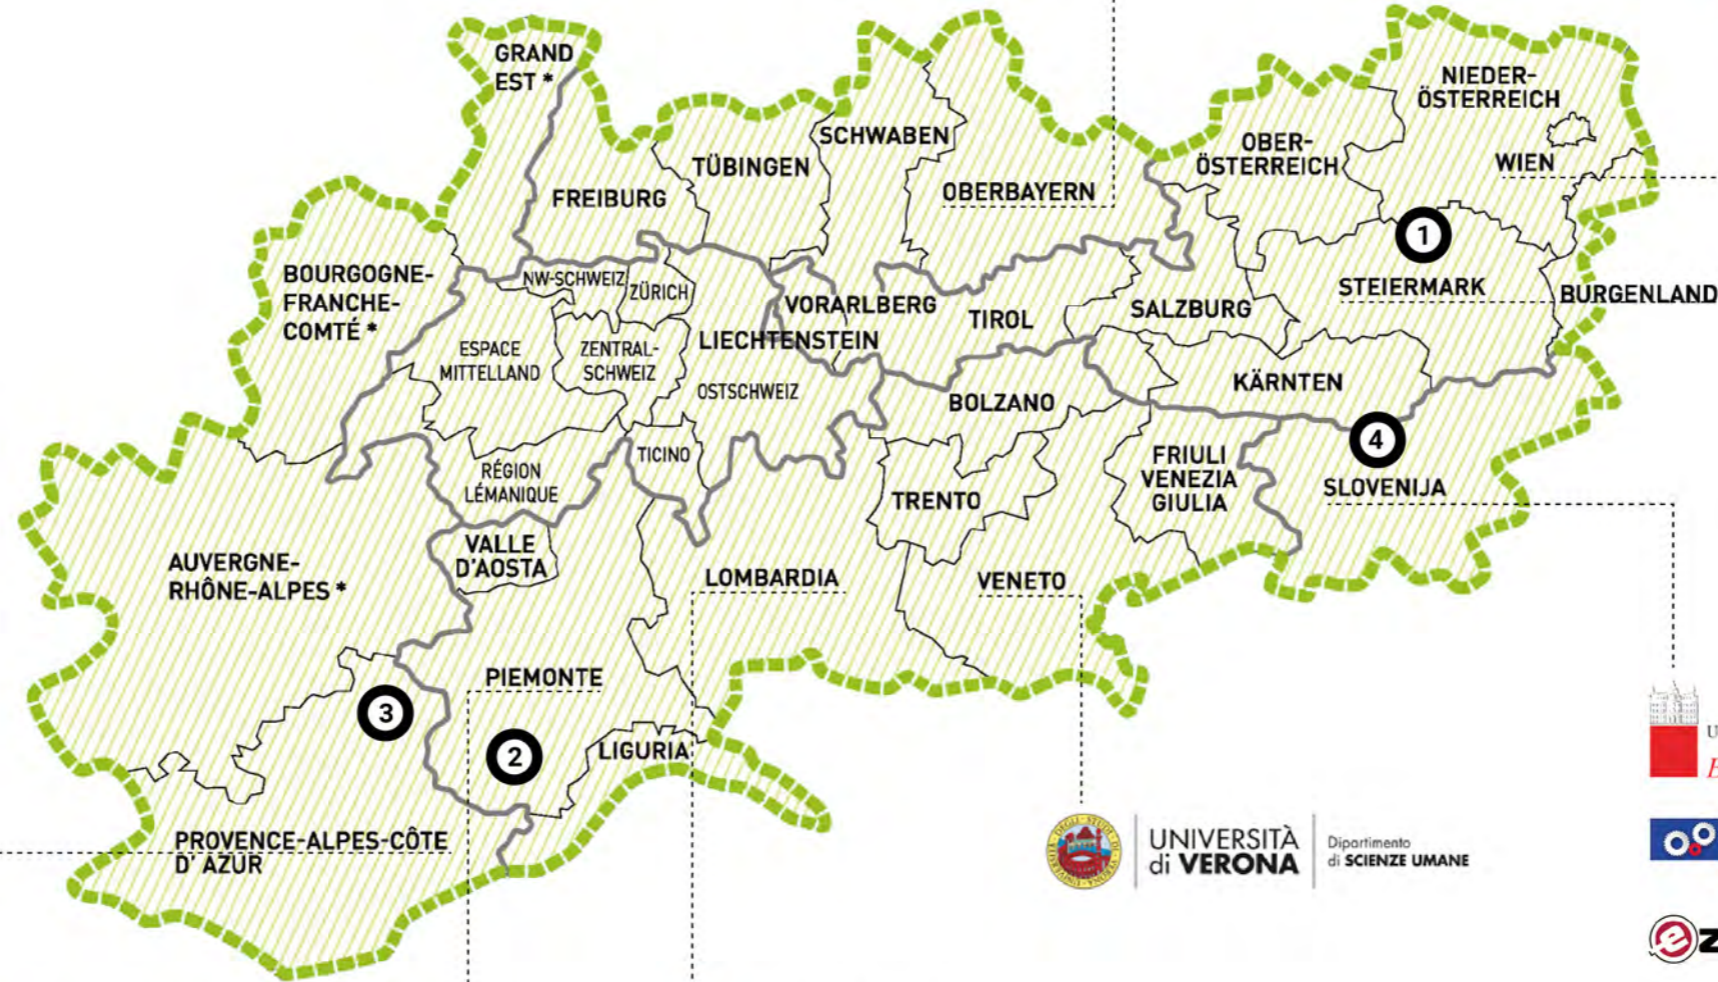 GRAND
EST *
NIEDER-
ÖSTERREICH
SCHWABEN
OBER-
ÖSTERREICH
TÜBINGEN
WIEN
FREIBURG
OBERBAYERN
1
BOURGOGNE-
FRANCHE-
COMTÉ *
NW-SCHWEIZ
ZÜRICH
VORARLBERG
TIROL
SALZBURG
STEIERMARK
BURGENLAND
LIECHTENSTEIN
ESPACE
MITTELLAND
ZENTRAL-
SCHWEIZ
OSTSCHWEIZ
BOLZANO
KÄRNTEN
4
TICINO
RÉGION
LÉMANIQUE
FRIULI
VENEZIA
GIULIA
TRENTO
SLOVENIJA
VALLE
D'AOSTA
AUVERGNE-
RHÔNE-ALPES *
LOMBARDIA
VENETO
PIEMONTE
3
2
LIGURIA
PROVENCE-ALPES-CÔTE
D' AZUR
UNIVERSITÀ
di VERONA
Dipartimento
di SCIENZE UMANE